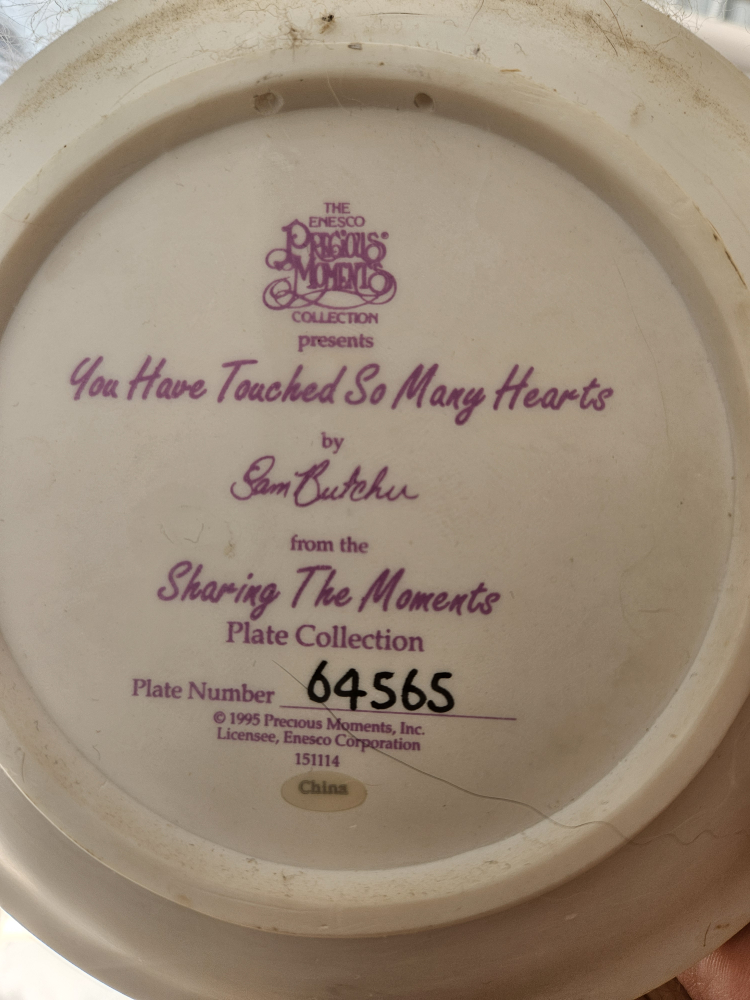 THE
ENESCO
PRECIOUS®
MOMENTS
COLLECTION
presents
You Have Touched So Many Hearts
by
Sam Butcher
from the
Sharing The Moments
Plate Collection
Plate Number 64565
© 1995 Precious Moments, Inc.
Licensee, Enesco Corporation
151114
China